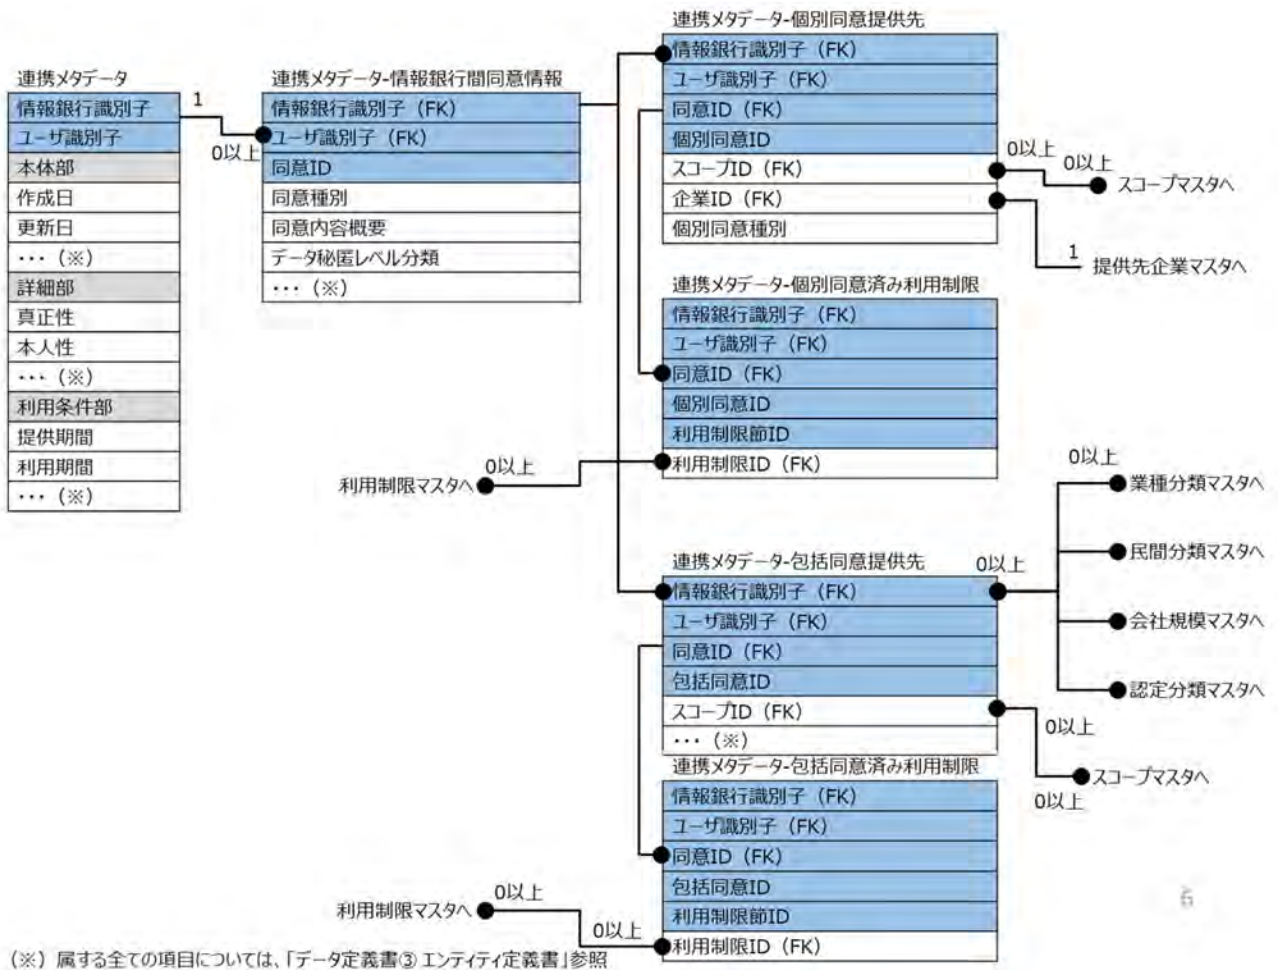 連携メタデータ
情報銀行識別子
ユーザ識別子
本体部
作成日
更新日
・・・（※）
詳細部
真正性
本人性
・・・（※）
利用条件部
提供期間
利用期間
・・・（※）
1
0以上
連携メタデータ-情報銀行間同意情報
情報銀行識別子（FK）
ユーザ識別子（FK）
同意ID
同意種別
同意内容概要
データ秘匿レベル分類
・・・（※）
連携メタデータ-個別同意提供先
情報銀行識別子（FK）
ユーザ識別子（FK）
同意ID（FK）
個別同意ID
スコープID（FK）
企業ID（FK）
個別同意種別
0以上
0以上
スコープマスタへ
1
提供先企業マスタへ
連携メタデータ-個別同意済み利用制限
情報銀行識別子（FK）
ユーザ識別子（FK）
同意ID（FK）
個別同意ID
利用制限節ID
利用制限ID（FK）
0以上
利用制限マスタへ
連携メタデータ-包括同意提供先
情報銀行識別子（FK）
ユーザ識別子（FK）
同意ID（FK）
包括同意ID
スコープID（FK）
・・・（※）
0以上
0以上
業種分類マスタへ
民間分類マスタへ
会社規模マスタへ
認定分類マスタへ
0以上
スコープマスタへ
0以上
連携メタデータ-包括同意済み利用制限
情報銀行識別子（FK）
ユーザ識別子（FK）
同意ID（FK）
包括同意ID
利用制限節ID
利用制限ID（FK）
0以上
利用制限マスタへ
0以上
6
（※）属する全ての項目については、「データ定義書③ エンティティ定義書」参照